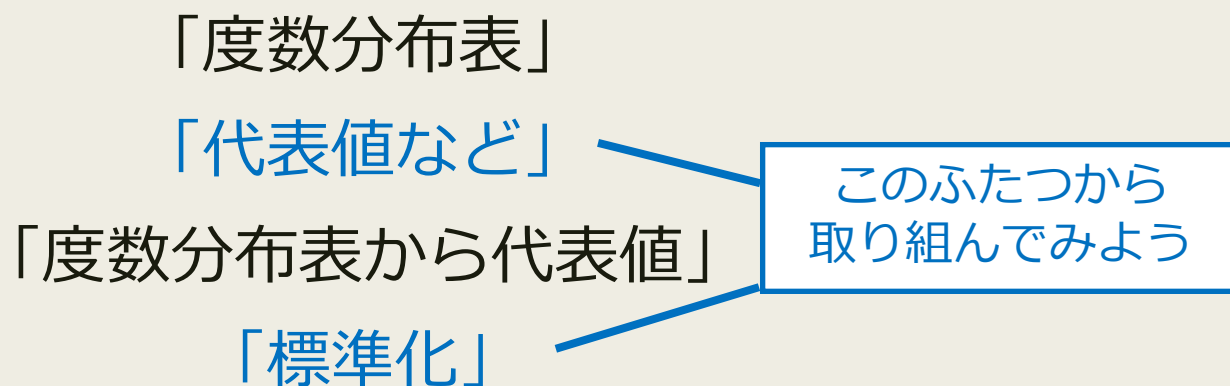 「度数分布表」
「代表値など」
「度数分布表から代表値」
「標準化」
このふたつから
取り組んでみよう